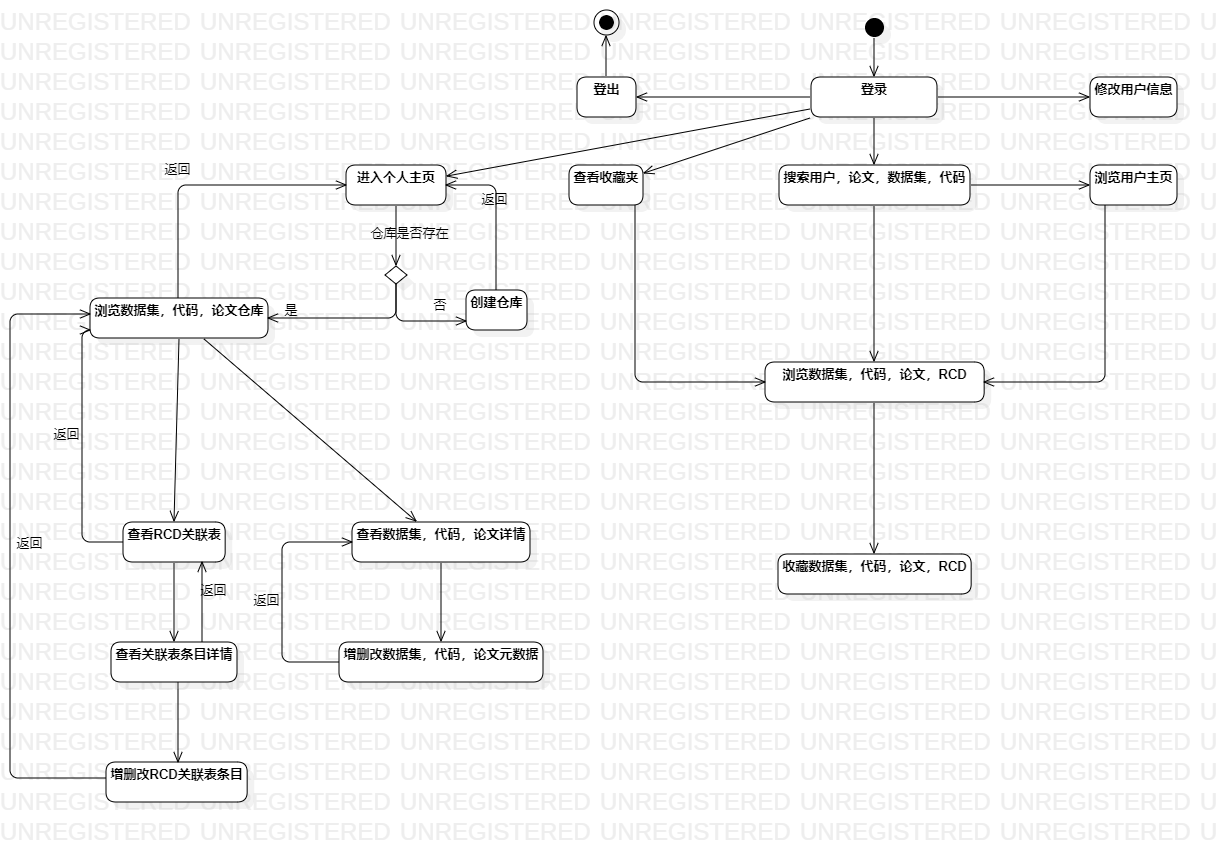 登出
登录
修改用户信息
返回
进入个人主页
查看收藏夹
搜索用户，论文，数据集，代码
浏览用户主页
返回
仓库是否存在
浏览数据集，代码，论文仓库
是
否
创建仓库
浏览数据集，代码，论文，RCD
返回
查看RCD关联表
查看数据集，代码，论文详情
返回
收藏数据集，代码，论文，RCD
返回
返回
查看关联表条目详情
增删改数据集，代码，论文元数据
增删改RCD关联表条目
UNREGISTERED